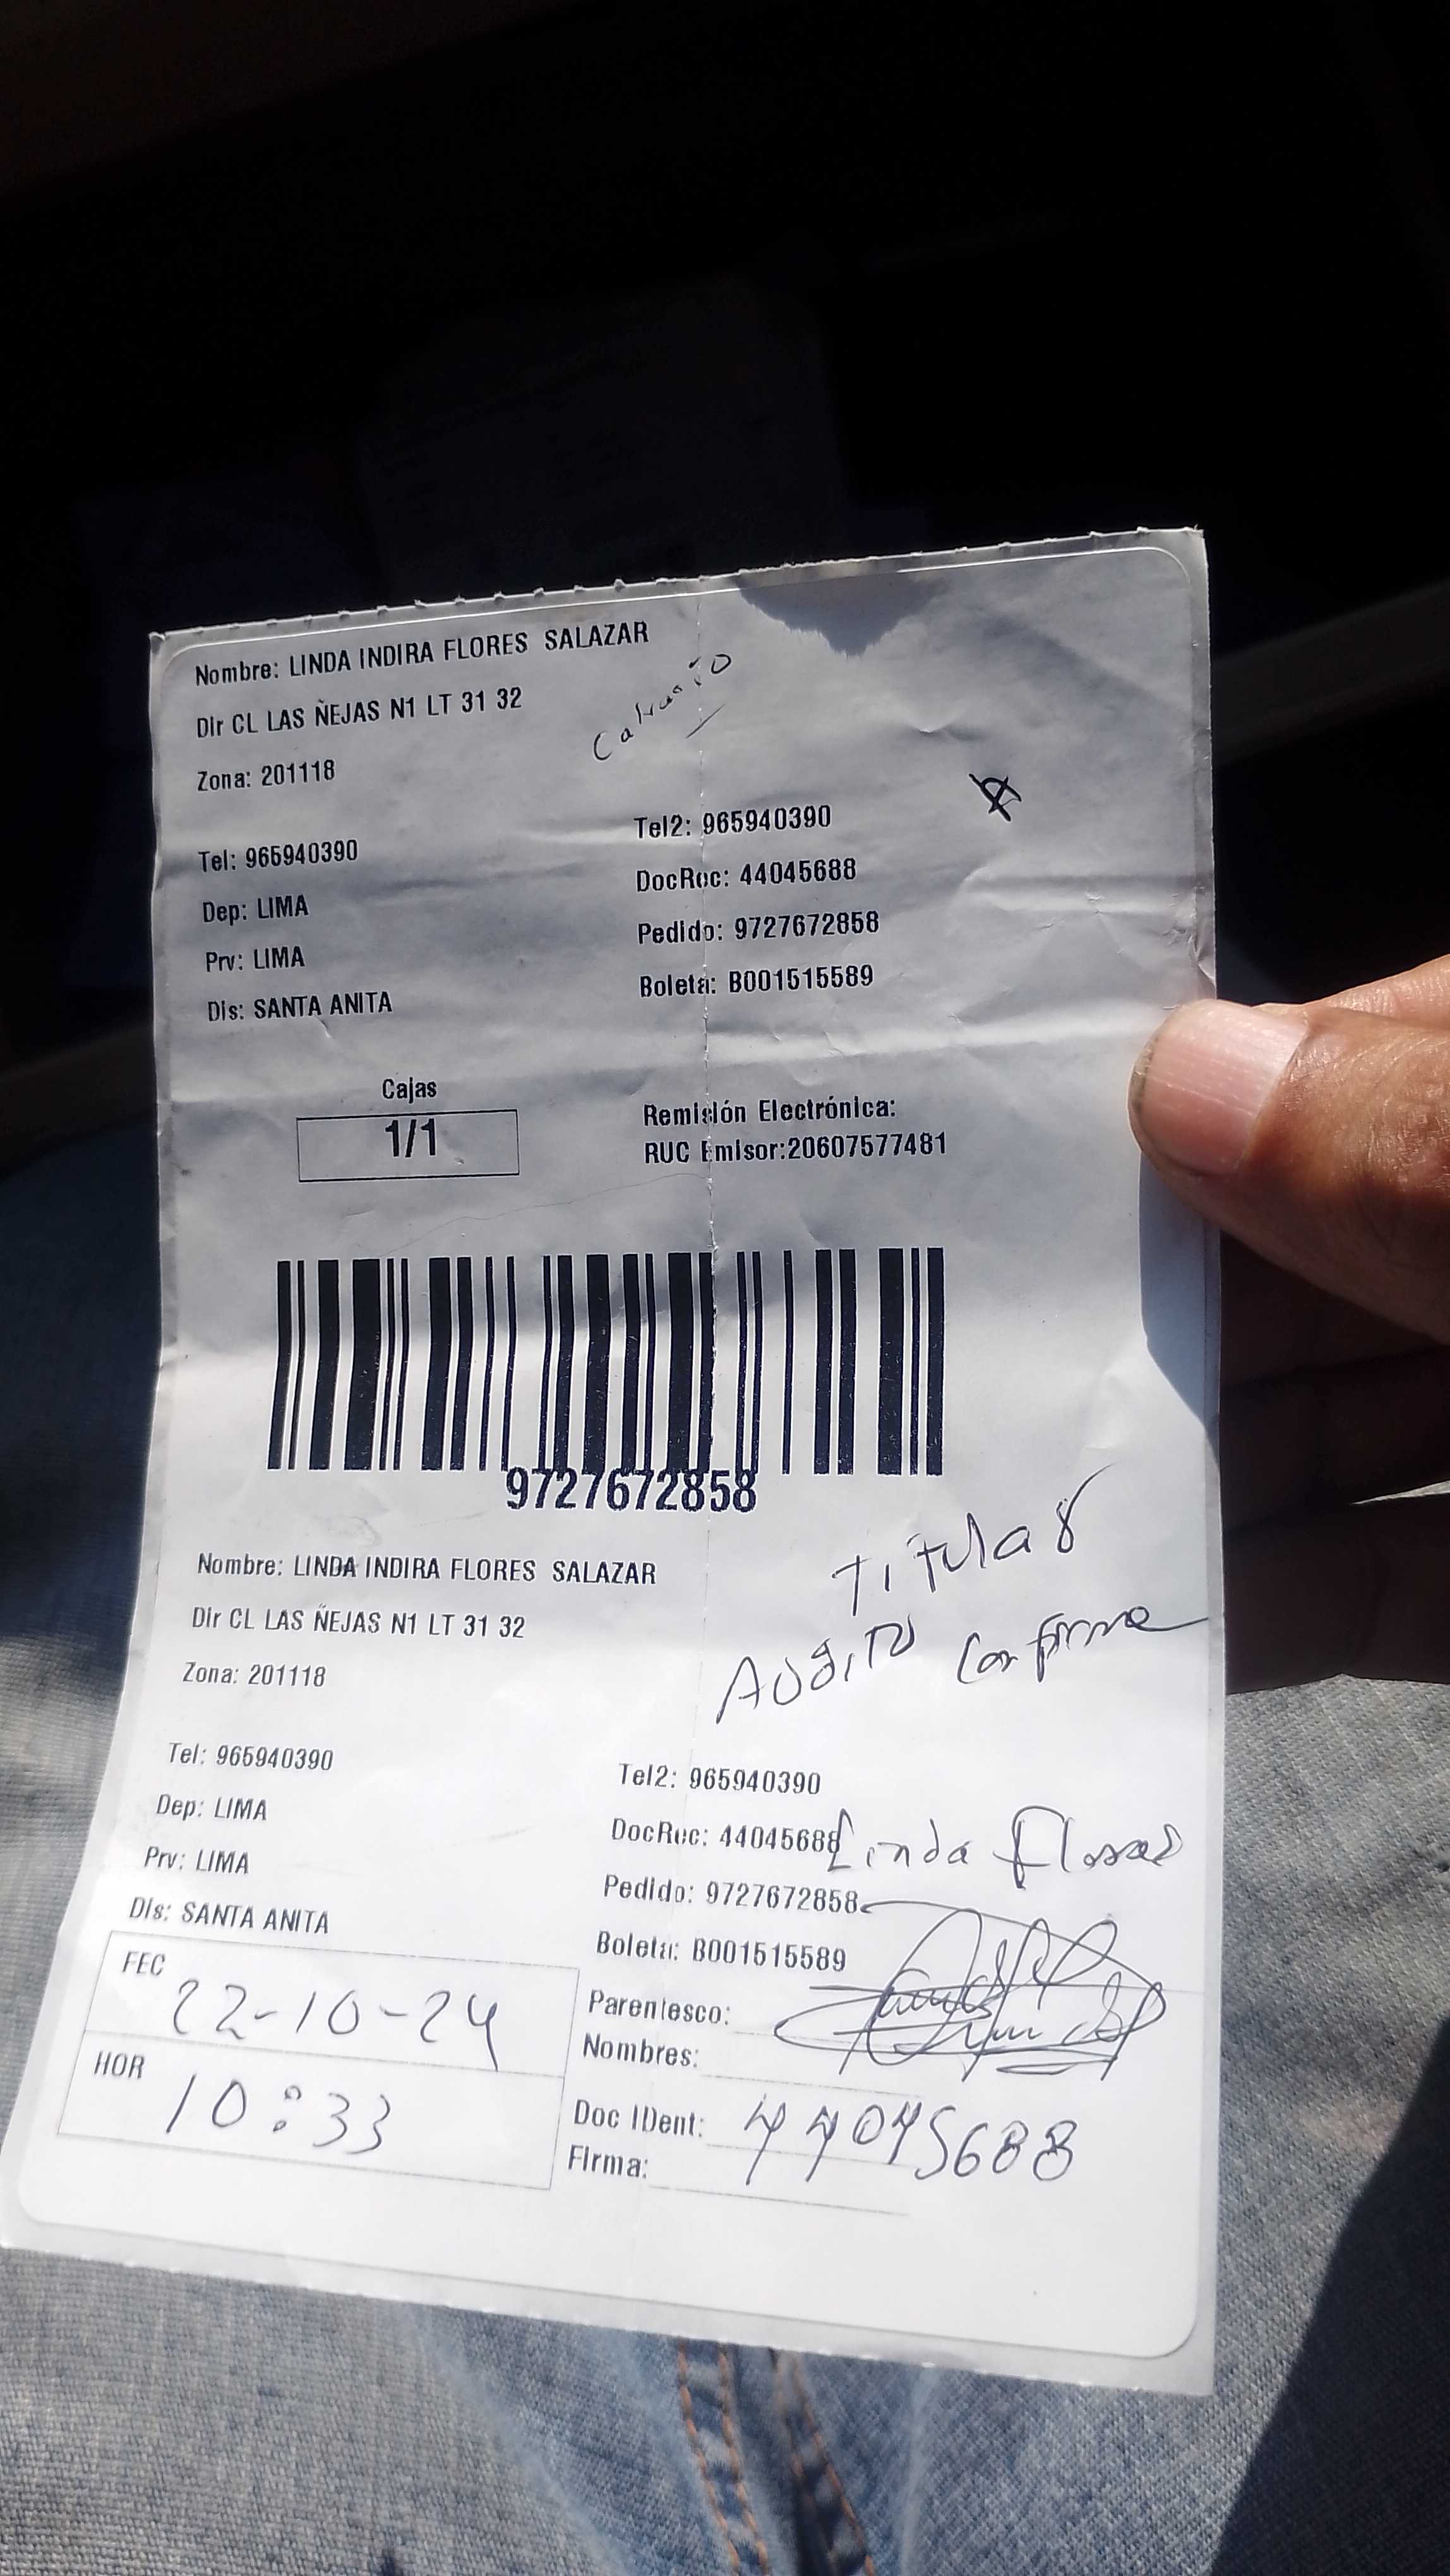 Nombre: LINDA INDIRA FLORES SALAZAR
Dir CL LAS ÑEJAS N1 LT 31 32
Zona: 201118
Tel: 965940390
Tel2: 965940390
DocRec: 44045688
Dep: LIMA
Pedido: 9727672858
Prv: LIMA
Boleta: B001515589
Dis: SANTA ANITA
Cajas
1/1
Remisión Electrónica:
RUC Emisor:20607577481
9727672858
Titular
Nombre: LINDA INDIRA FLORES SALAZAR
Dir CL LAS ÑEJAS N1 LT 31 32
Confirme
Zona: 201118
Tel: 965940390
Tel2: 965940390
Dep: LIMA
DocRec: 44045688
Linda Flores
Prv: LIMA
Pedido: 9727672858
Dis: SANTA ANITA
Boleta: B001515589
FEC 22-10-24
Parentesco:
Nombres:
HOR 10:33
Doc IDent: 44045688
Firma: